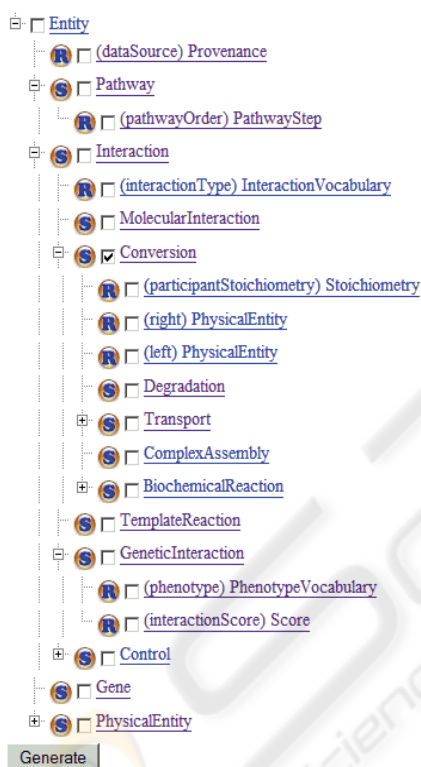 Entity
R (dataSource) Provenance
S Pathway
R (pathwayOrder) PathwayStep
S Interaction
R (interactionType) InteractionVocabulary
S MolecularInteraction
S Conversion
R (participantStoichiometry) Stoichiometry
R (right) PhysicalEntity
R (left) PhysicalEntity
S Degradation
S Transport
S ComplexAssembly
S BiochemicalReaction
S TemplateReaction
S GeneticInteraction
R (phenotype) PhenotypeVocabulary
R (interactionScore) Score
S Control
S Gene
S PhysicalEntity
Generate